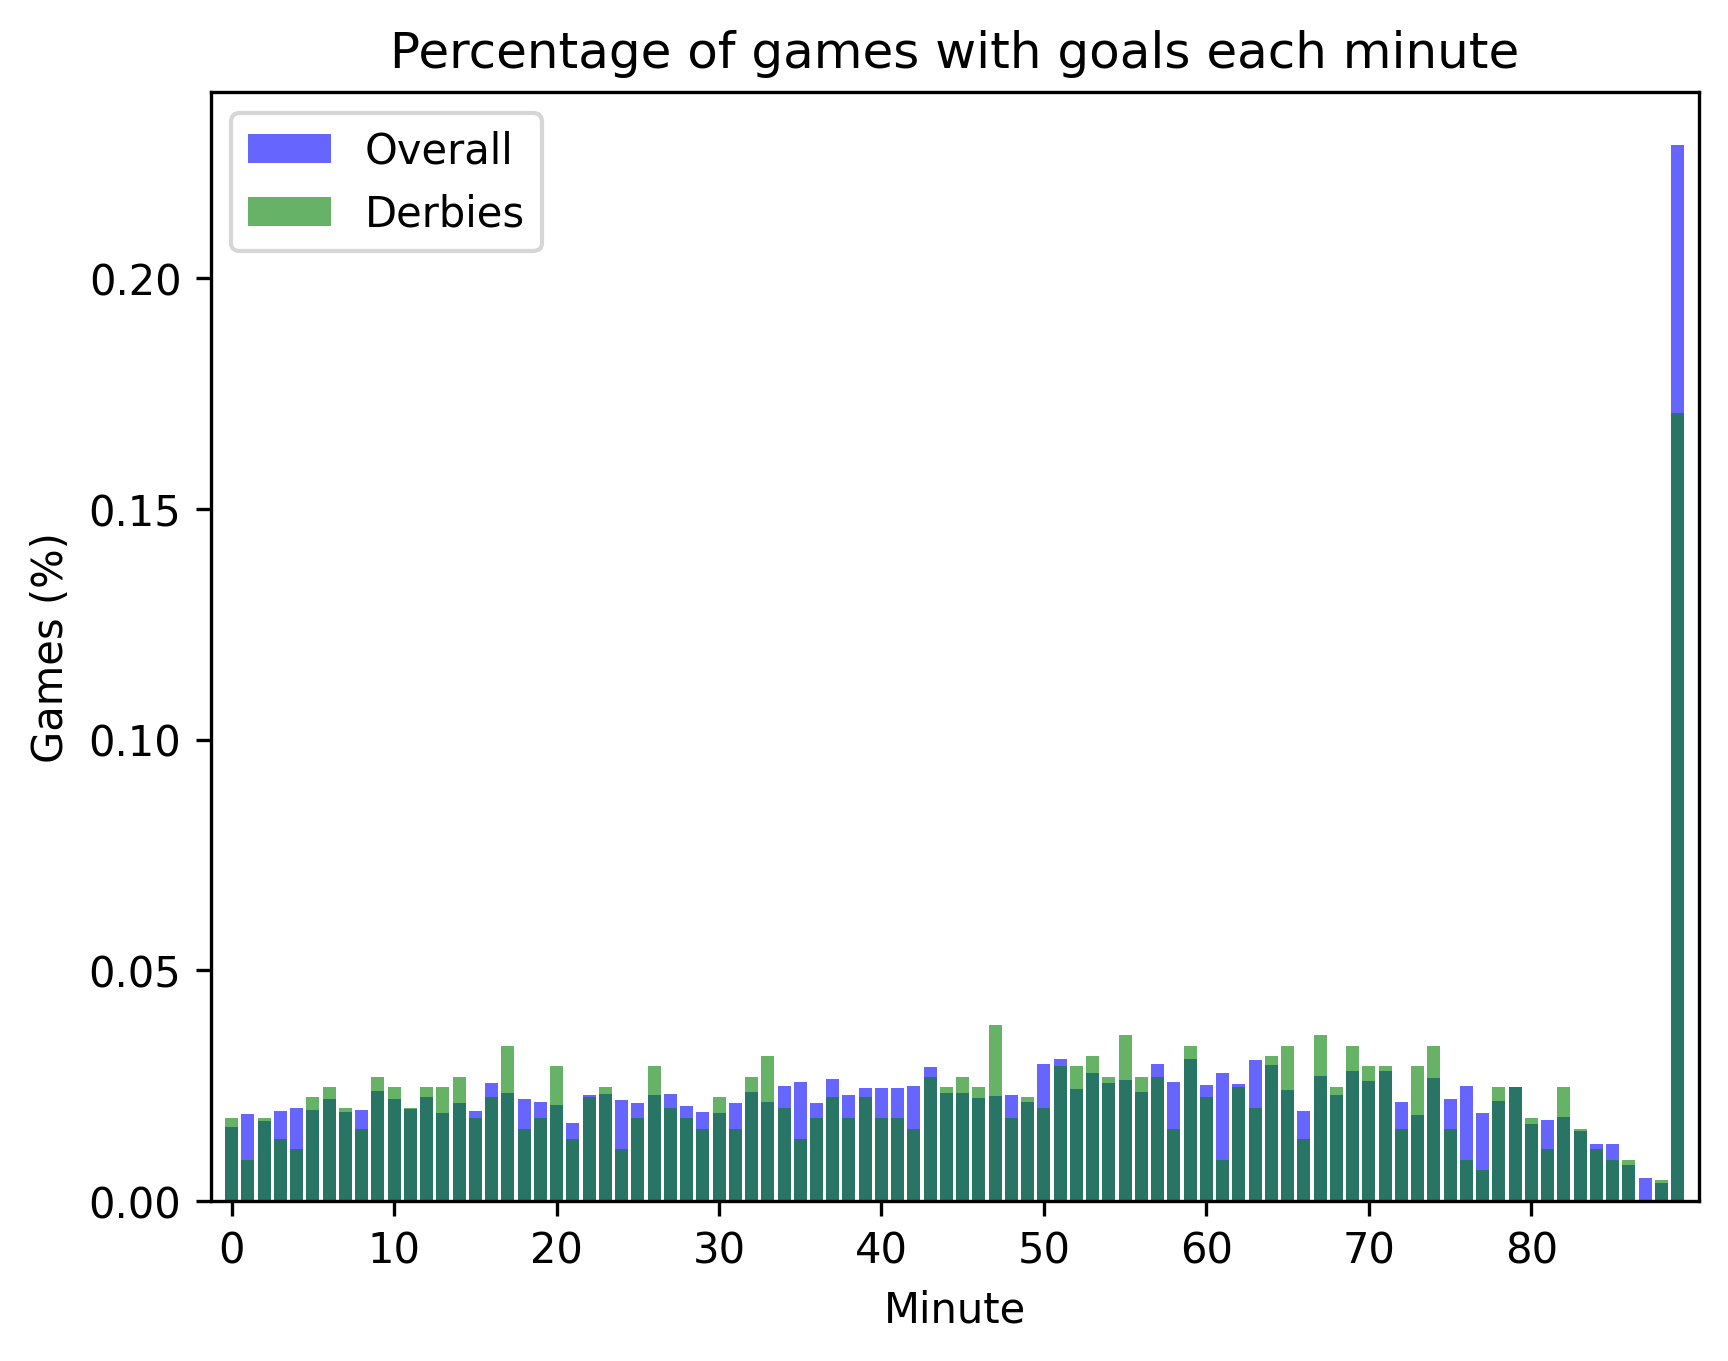 Percentage of games with goals each minute
Overall
Derbies
0.20
0.15
0.10
0.05
0.00
Games (%)
0 10 20 30 40 50 60 70 80
Minute